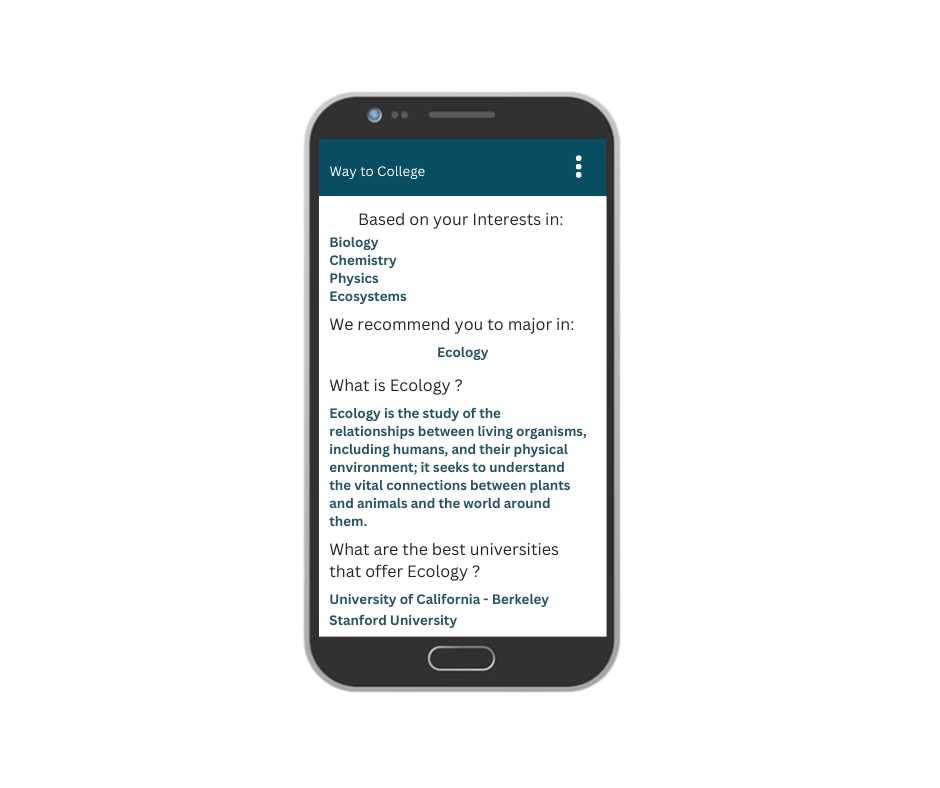 Way to College
Based on your Interests in:
Biology
Chemistry
Physics
Ecosystems
We recommend you to major in:
Ecology
What is Ecology ?
Ecology is the study of the
relationships between living organisms,
including humans, and their physical
environment; it seeks to understand
the vital connections between plants
and animals and the world around
them.
What are the best universities
that offer Ecology ?
University of California - Berkeley
Stanford University